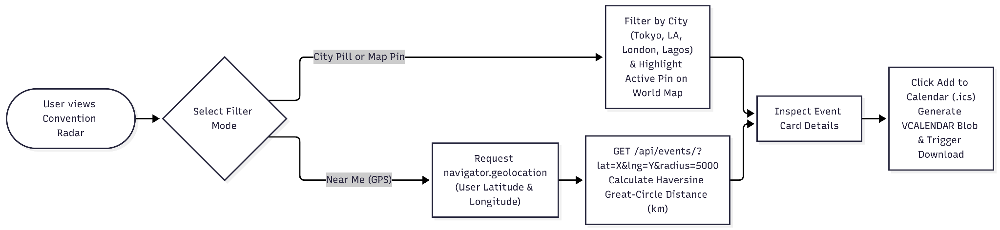 User views
Convention
Radar
Select Filter
Mode
City Pill or Map Pin
Near Me (GPS)
Filter by City
(Tokyo, LA,
London, Lagos)
& Highlight
Active Pin on
World Map
Request
navigator.geolocation
(User Latitude &
Longitude)
GET /api/events/?
lat=X&lng=Y&radius=5000
Calculate Haversine
Great-Circle Distance
(km)
Inspect Event
Card Details
Click Add to
Calendar (.ics)
Generate
VCALENDAR Blob
& Trigger
Download